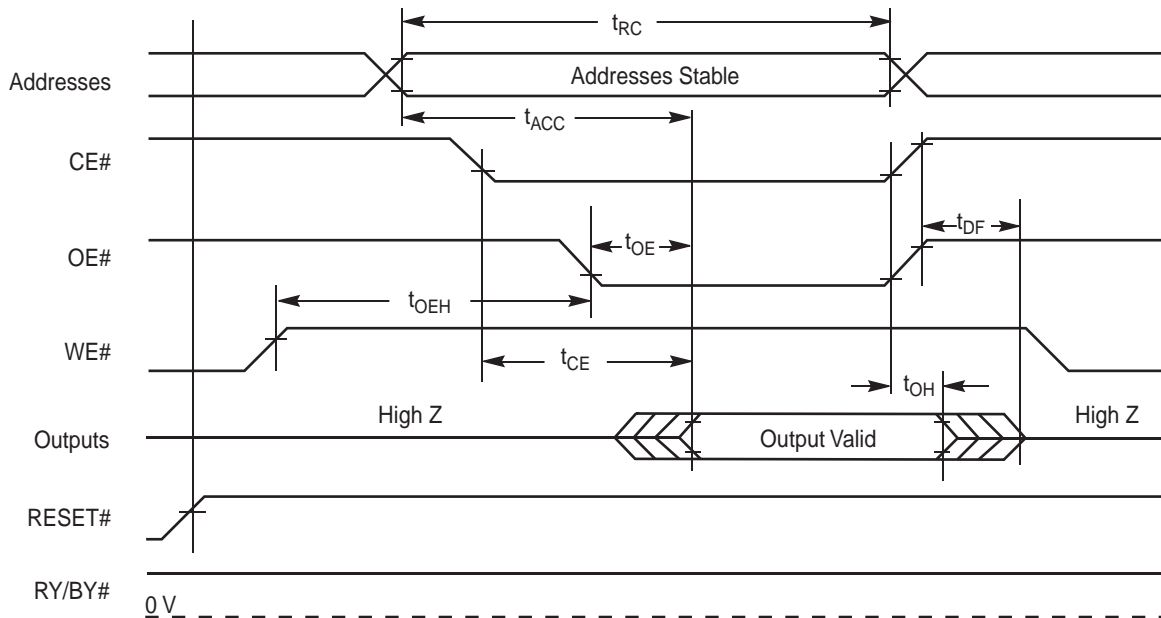 tRC
Addresses
Addresses Stable
tACC
CE#
tDF
OE#
tOE
tOEH
WE#
tCE
tOH
High Z
High Z
Outputs
Output Valid
RESET#
RY/BY#
0 V